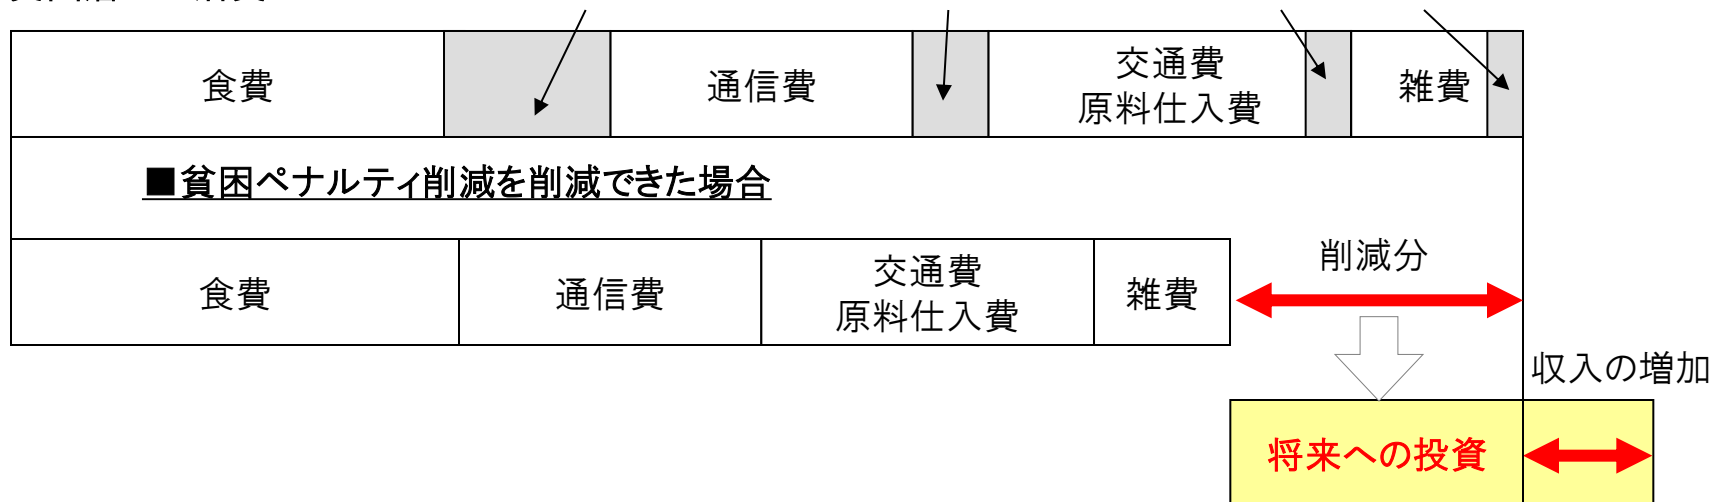 食費
通信費
交通費
原料仕入費
雑費
■貧困ペナルティ削減を削減できた場合
食費
通信費
交通費
原料仕入費
雑費
削減分
収入の増加
将来への投資